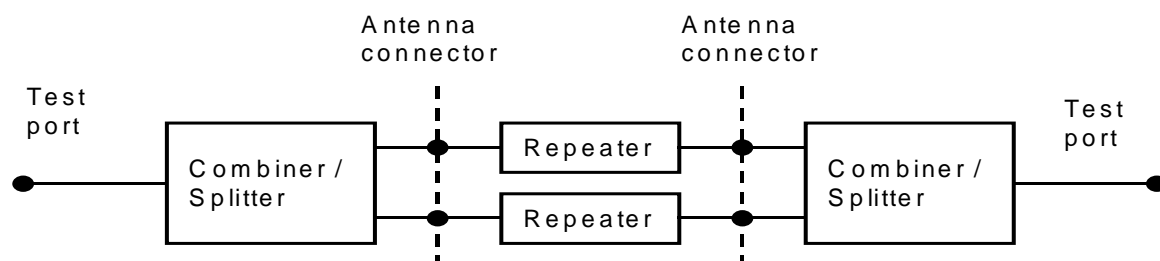 Antenna
connector
Antenna
connector
Test
port
Test
port
Combiner/
Splitter
Repeater
Combiner/
Splitter
Repeater